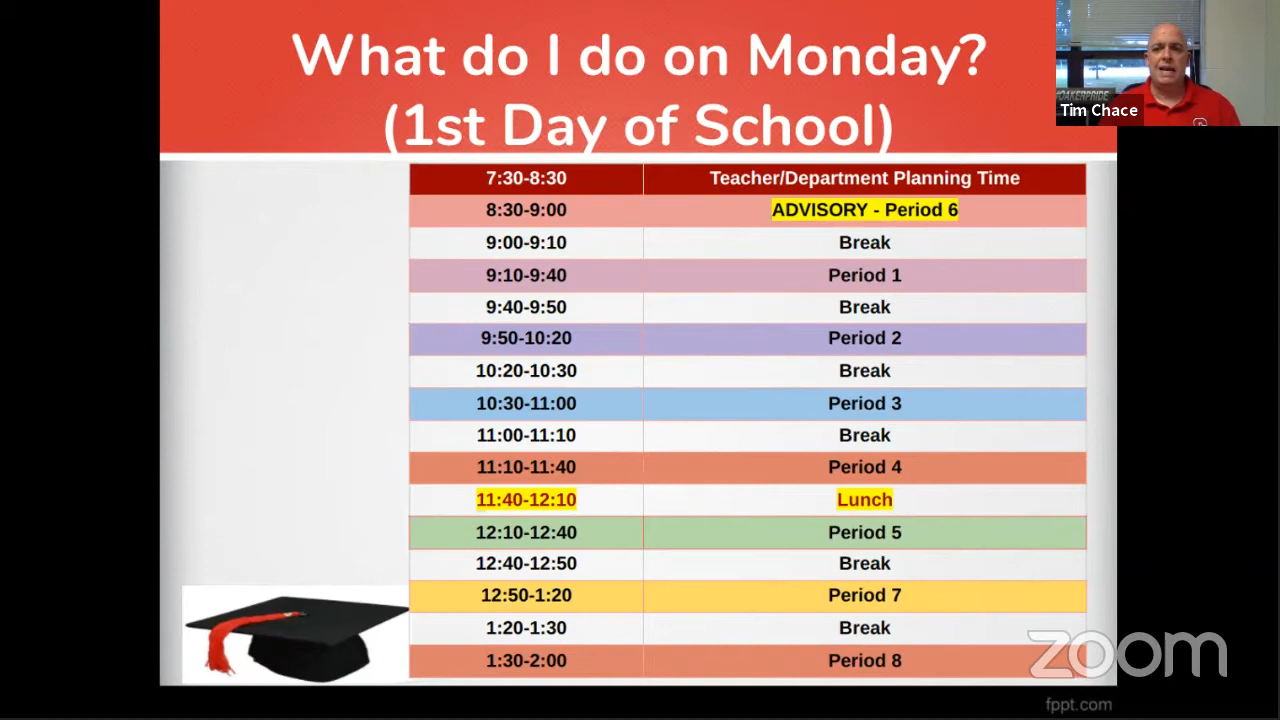 What do I do on Monday?
(1st Day of School)
#OAKERPRIDE
Tim Chace
7:30-8:30 Teacher/Department Planning Time
8:30-9:00 ADVISORY - Period 6
9:00-9:10 Break
9:10-9:40 Period 1
9:40-9:50 Break
9:50-10:20 Period 2
10:20-10:30 Break
10:30-11:00 Period 3
11:00-11:10 Break
11:10-11:40 Period 4
11:40-12:10 Lunch
12:10-12:40 Period 5
12:40-12:50 Break
12:50-1:20 Period 7
1:20-1:30 Break
1:30-2:00 Period 8
zoom
fppt.com